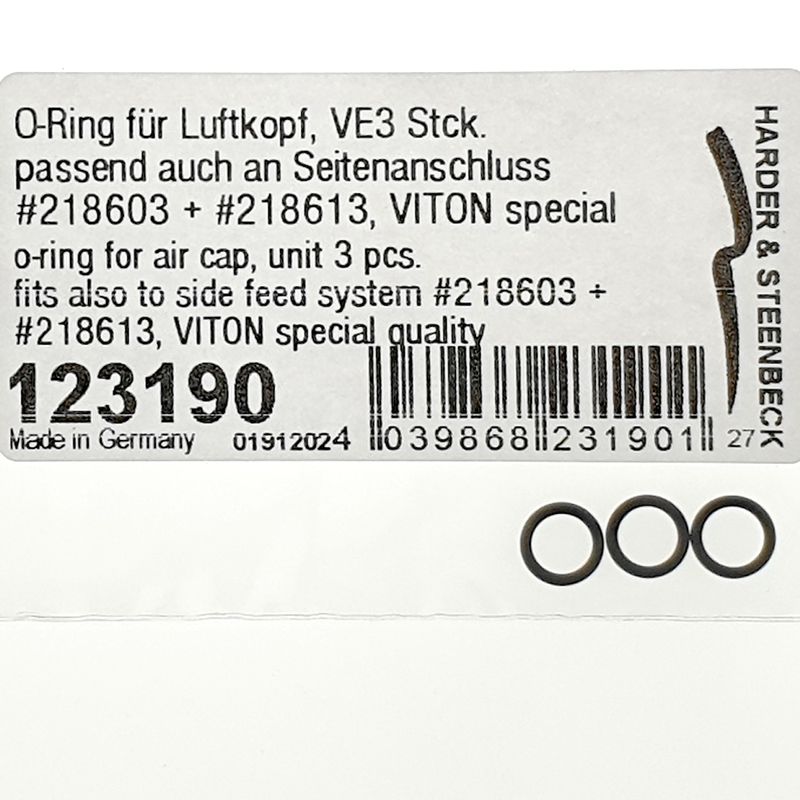 O-Ring für Luftkopf, VE3 Stck.
passend auch an Seitenanschluss
#218603 + #218613, VITON special
o-ring for air cap, unit 3 pcs.
fits also to side feed system #218603 +
#218613, VITON special quality
123190
Made in Germany 01912024
039868 231901 27
HARDER & STEENBECK